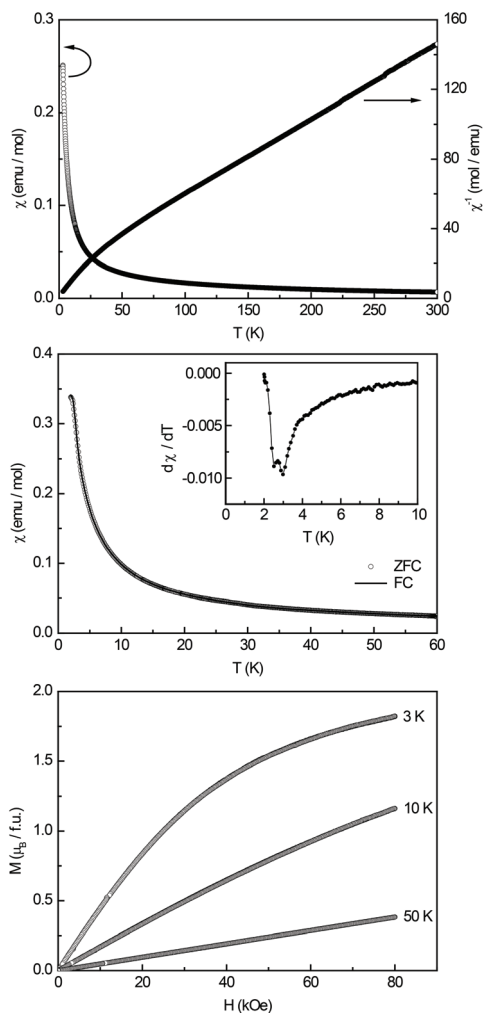 0.3
0.2
0.1
0.0
χ (emu / mol)
160
120
80
40
0
χ⁻¹ (mol / emu)
0 50 100 150 200 250 300
T (K)
0.4
0.3
0.2
0.1
0.0
χ (emu / mol)
0.000
-0.005
-0.010
dχ / dT
0 2 4 6 8 10
T (K)
ZFC
FC
0 10 20 30 40 50 60
T (K)
2.0
1.5
1.0
0.5
0.0
M (μ_B / f.u.)
3 K
10 K
50 K
0 20 40 60 80
H (kOe)